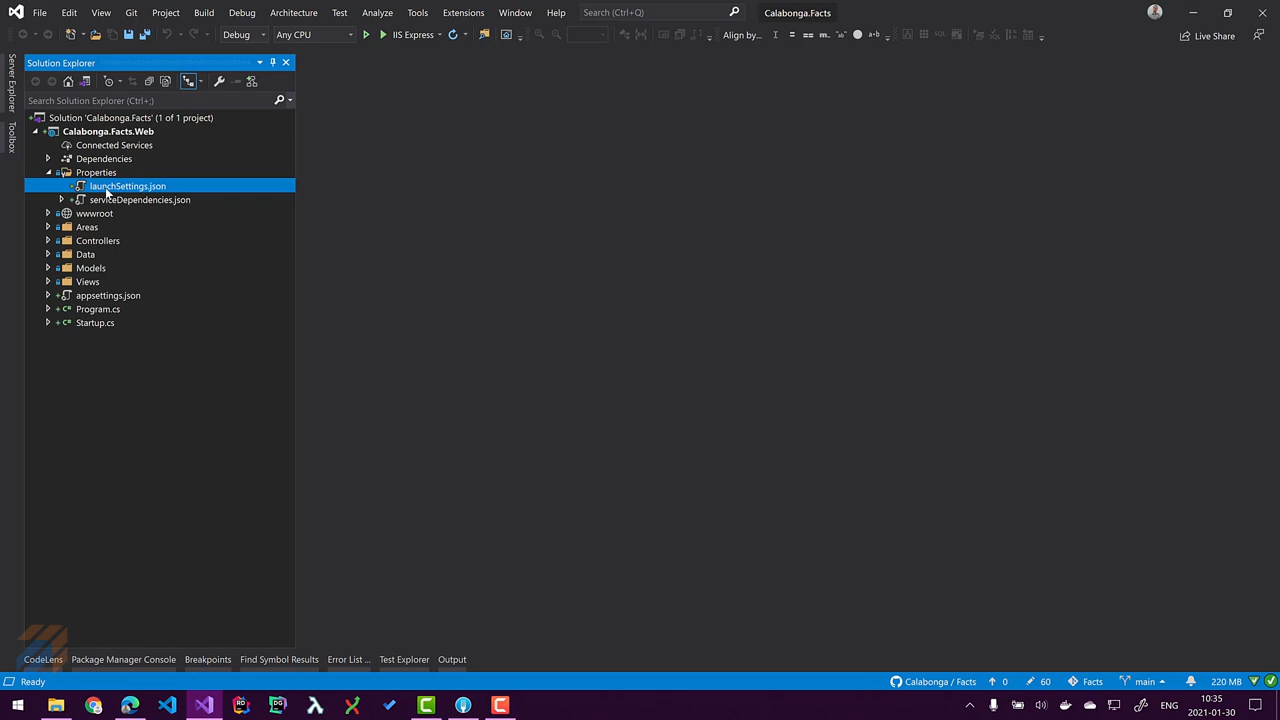 File Edit View Git Project Build Debug Architecture Test Analyze Tools Extensions Window Help Search (Ctrl+Q) Calabonga.Facts
Debug Any CPU IIS Express Align by... Live Share
Server Explorer
Toolbox
Solution Explorer
Search Solution Explorer (Ctrl+;)
Solution 'Calabonga.Facts' (1 of 1 project)
Calabonga.Facts.Web
Connected Services
Dependencies
Properties
launchSettings.json
serviceDependencies.json
wwwroot
Areas
Controllers
Data
Models
Views
appsettings.json
Program.cs
Startup.cs
CodeLens Package Manager Console Breakpoints Find Symbol Results Error List ... Test Explorer Output
Ready Calabonga / Facts 0 60 Facts main 220 MB
ENG 10:35
2021-01-30